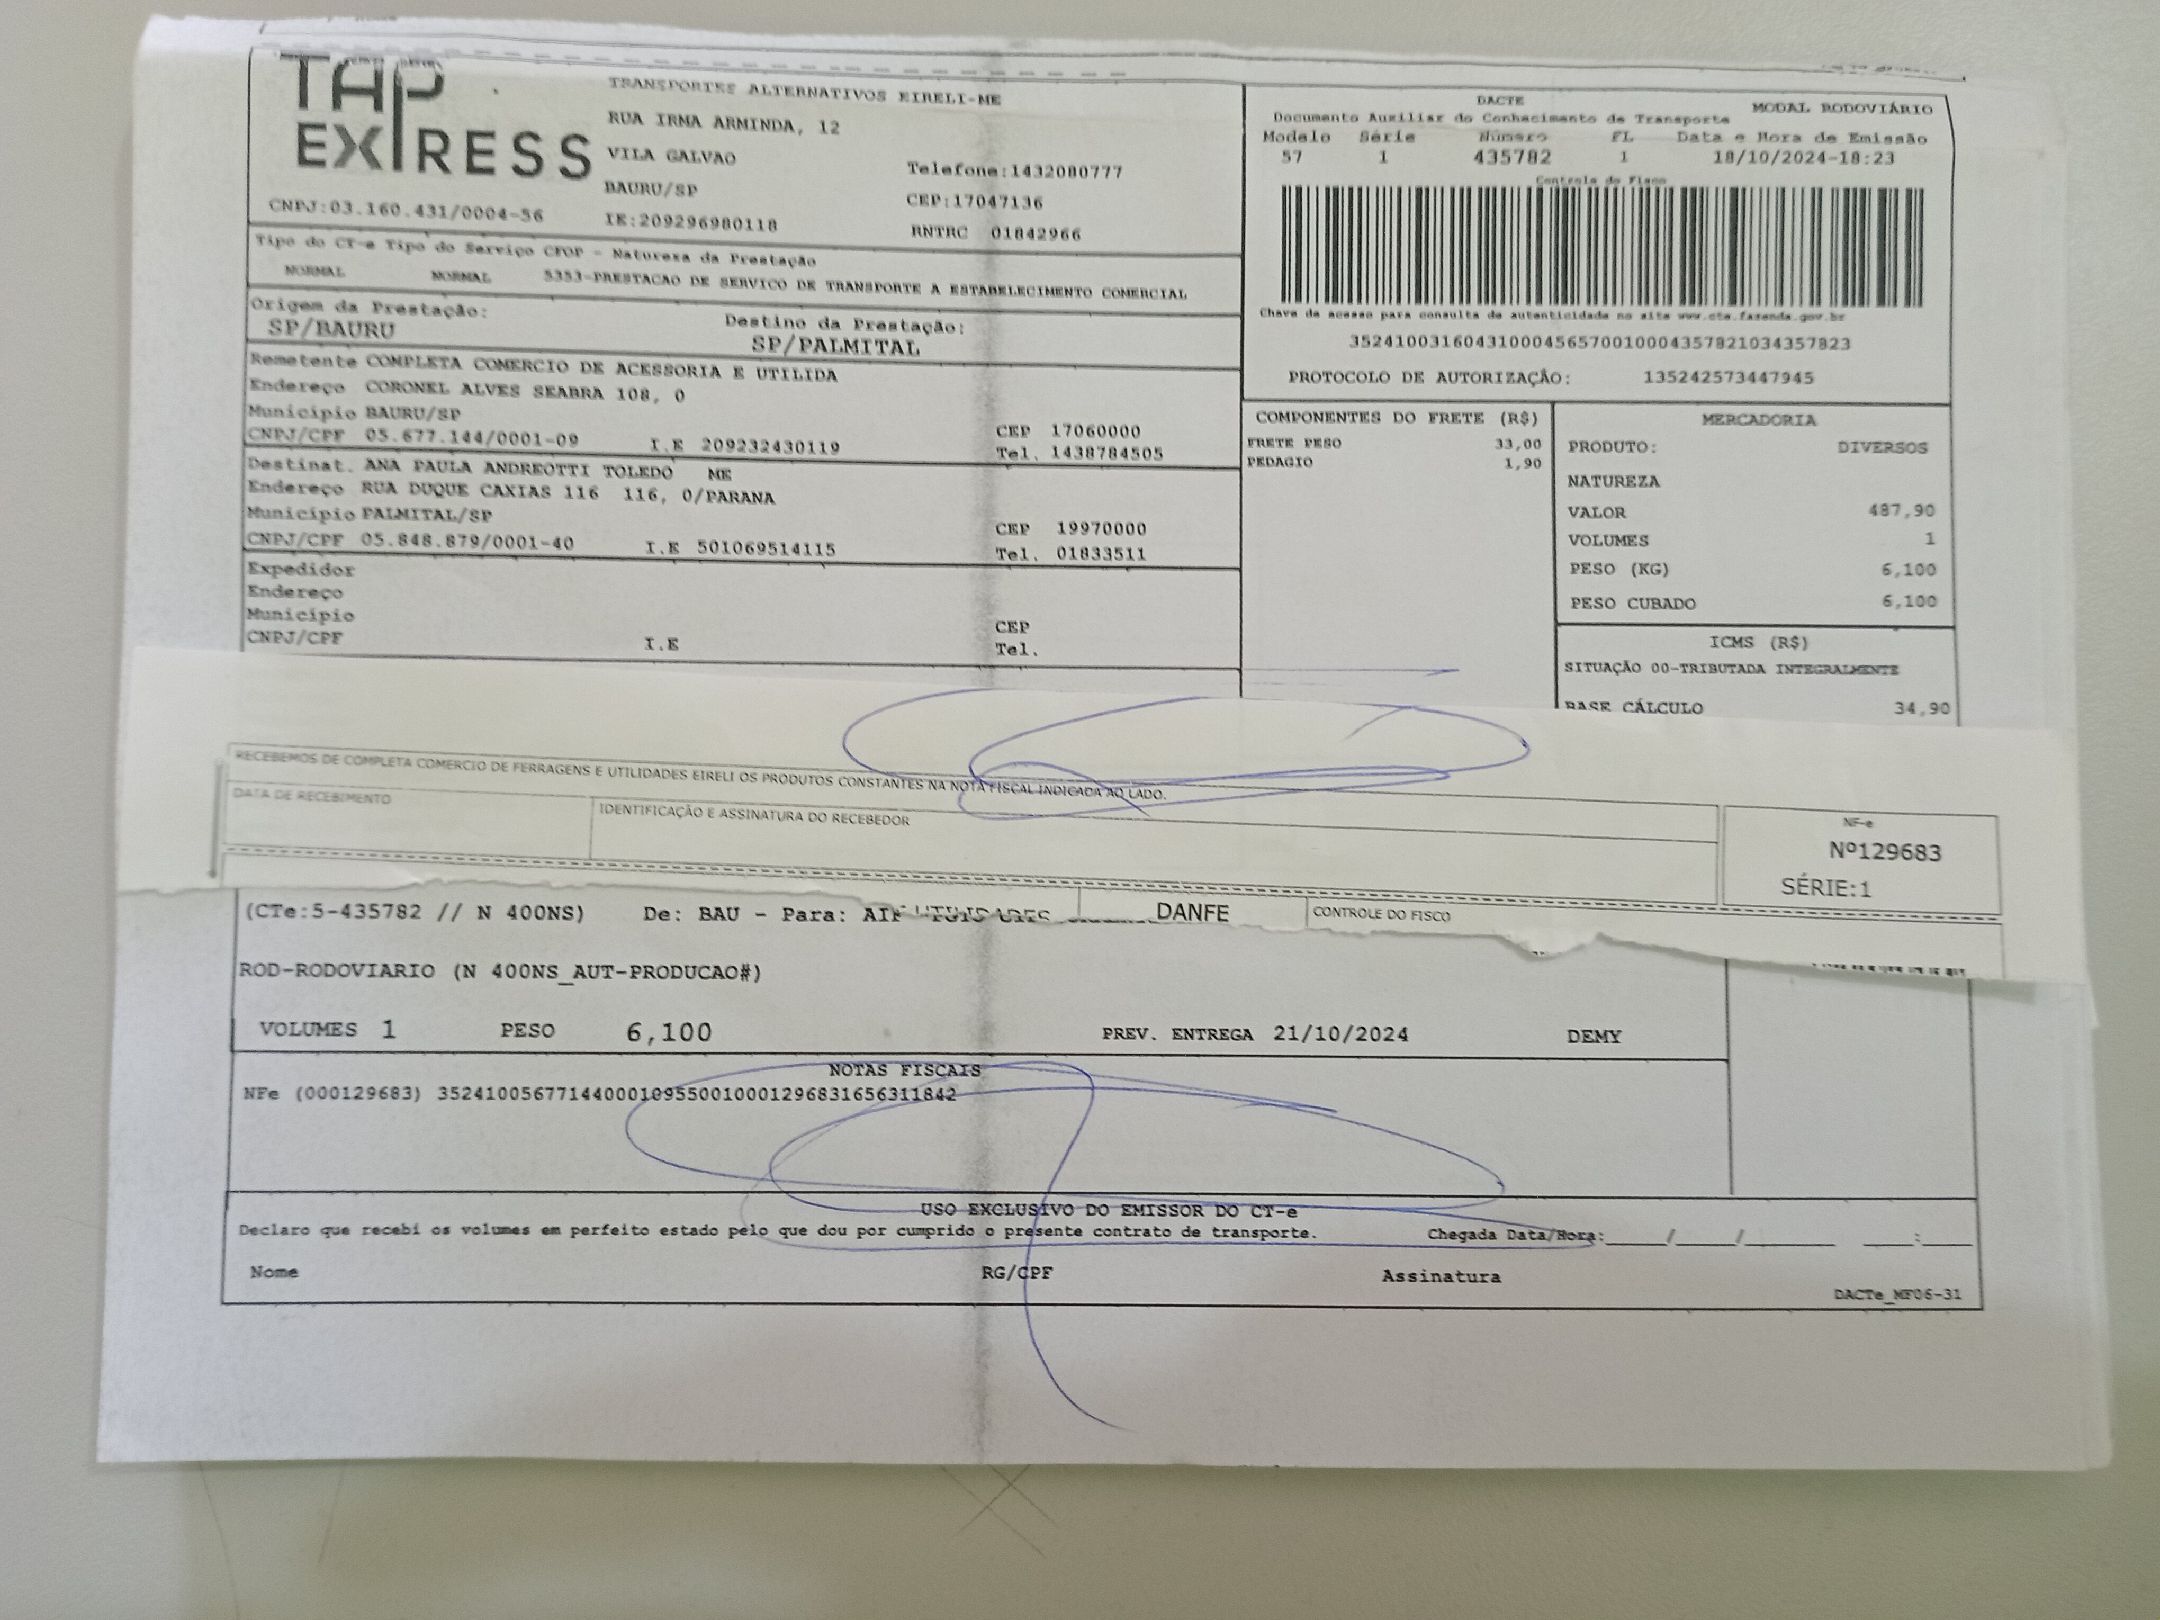 TAP EXPRESS
TRANSPORTES ALTERNATIVOS EIRELI-ME
RUA IRMA ARMINDA, 12
VILA GALVAO
BAURU/SP
Telefone:1432080777
CEP:17047136
CNPJ:03.160.431/0004-56
IE:209296980118
RNTRC 01842966
DACTE
MODAL RODOVIÁRIO
Documento Auxiliar do Conhecimento de Transporte
Modelo Série Número FL Data e Hora de Emissão
57 1 435782 1 18/10/2024-18:23
Controle do Fisco
Chave de acesso para consulta de autenticidade no site www.cte.fazenda.gov.br
35241003160431000456570010004357821034357823
PROTOCOLO DE AUTORIZAÇÃO: 135242573447945
Tipo do CT-e Tipo do Serviço CFOP - Natureza da Prestação
NORMAL NORMAL 5353-PRESTACAO DE SERVICO DE TRANSPORTE A ESTABELECIMENTO COMERCIAL
Origem da Prestação: Destino da Prestação:
SP/BAURU SP/PALMITAL
Remetente COMPLETA COMERCIO DE ACESSORIA E UTILIDA
Endereço CORONEL ALVES SEABRA 108, 0
Município BAURU/SP CEP 17060000
CNPJ/CPF 05.677.144/0001-09 I.E 209232430119 Tel. 1438784505
Destinat. ANA PAULA ANDREOTTI TOLEDO ME
Endereço RUA DUQUE CAXIAS 116 116, 0/PARANA
Município PALMITAL/SP CEP 19970000
CNPJ/CPF 05.848.879/0001-40 I.E 501069514115 Tel. 01833511
Expedidor
Endereço
Município CEP
CNPJ/CPF I.E Tel.
COMPONENTES DO FRETE (R$)
FRETE PESO 33,00
PEDAGIO 1,90
MERCADORIA
PRODUTO: DIVERSOS
NATUREZA
VALOR 487,90
VOLUMES 1
PESO (KG) 6,100
PESO CUBADO 6,100
ICMS (R$)
SITUAÇÃO 00-TRIBUTADA INTEGRALMENTE
BASE CÁLCULO 34,90
RECEBEMOS DE COMPLETA COMERCIO DE FERRAGENS E UTILIDADES EIRELI OS PRODUTOS CONSTANTES NA NOTA FISCAL INDICADA AO LADO.
DATA DE RECEBIMENTO
IDENTIFICAÇÃO E ASSINATURA DO RECEBEDOR
NF-e
Nº129683
SÉRIE:1
(CTe:5-435782 // N 400NS) De: BAU - Para:
DANFE
CONTROLE DO FISCO
ROD-RODOVIARIO (N 400NS_AUT-PRODUCAO#)
VOLUMES 1 PESO 6,100 PREV. ENTREGA 21/10/2024 DEMY
NOTAS FISCAIS
NFe (000129683) 35241005677144000109550010001296831656311842
USO EXCLUSIVO DO EMISSOR DO CT-e
Declaro que recebi os volumes em perfeito estado pelo que dou por cumprido o presente contrato de transporte. Chegada Data/Hora:_____/_____/_______ ____:____
Nome RG/CPF Assinatura
DACTe_MF06-31